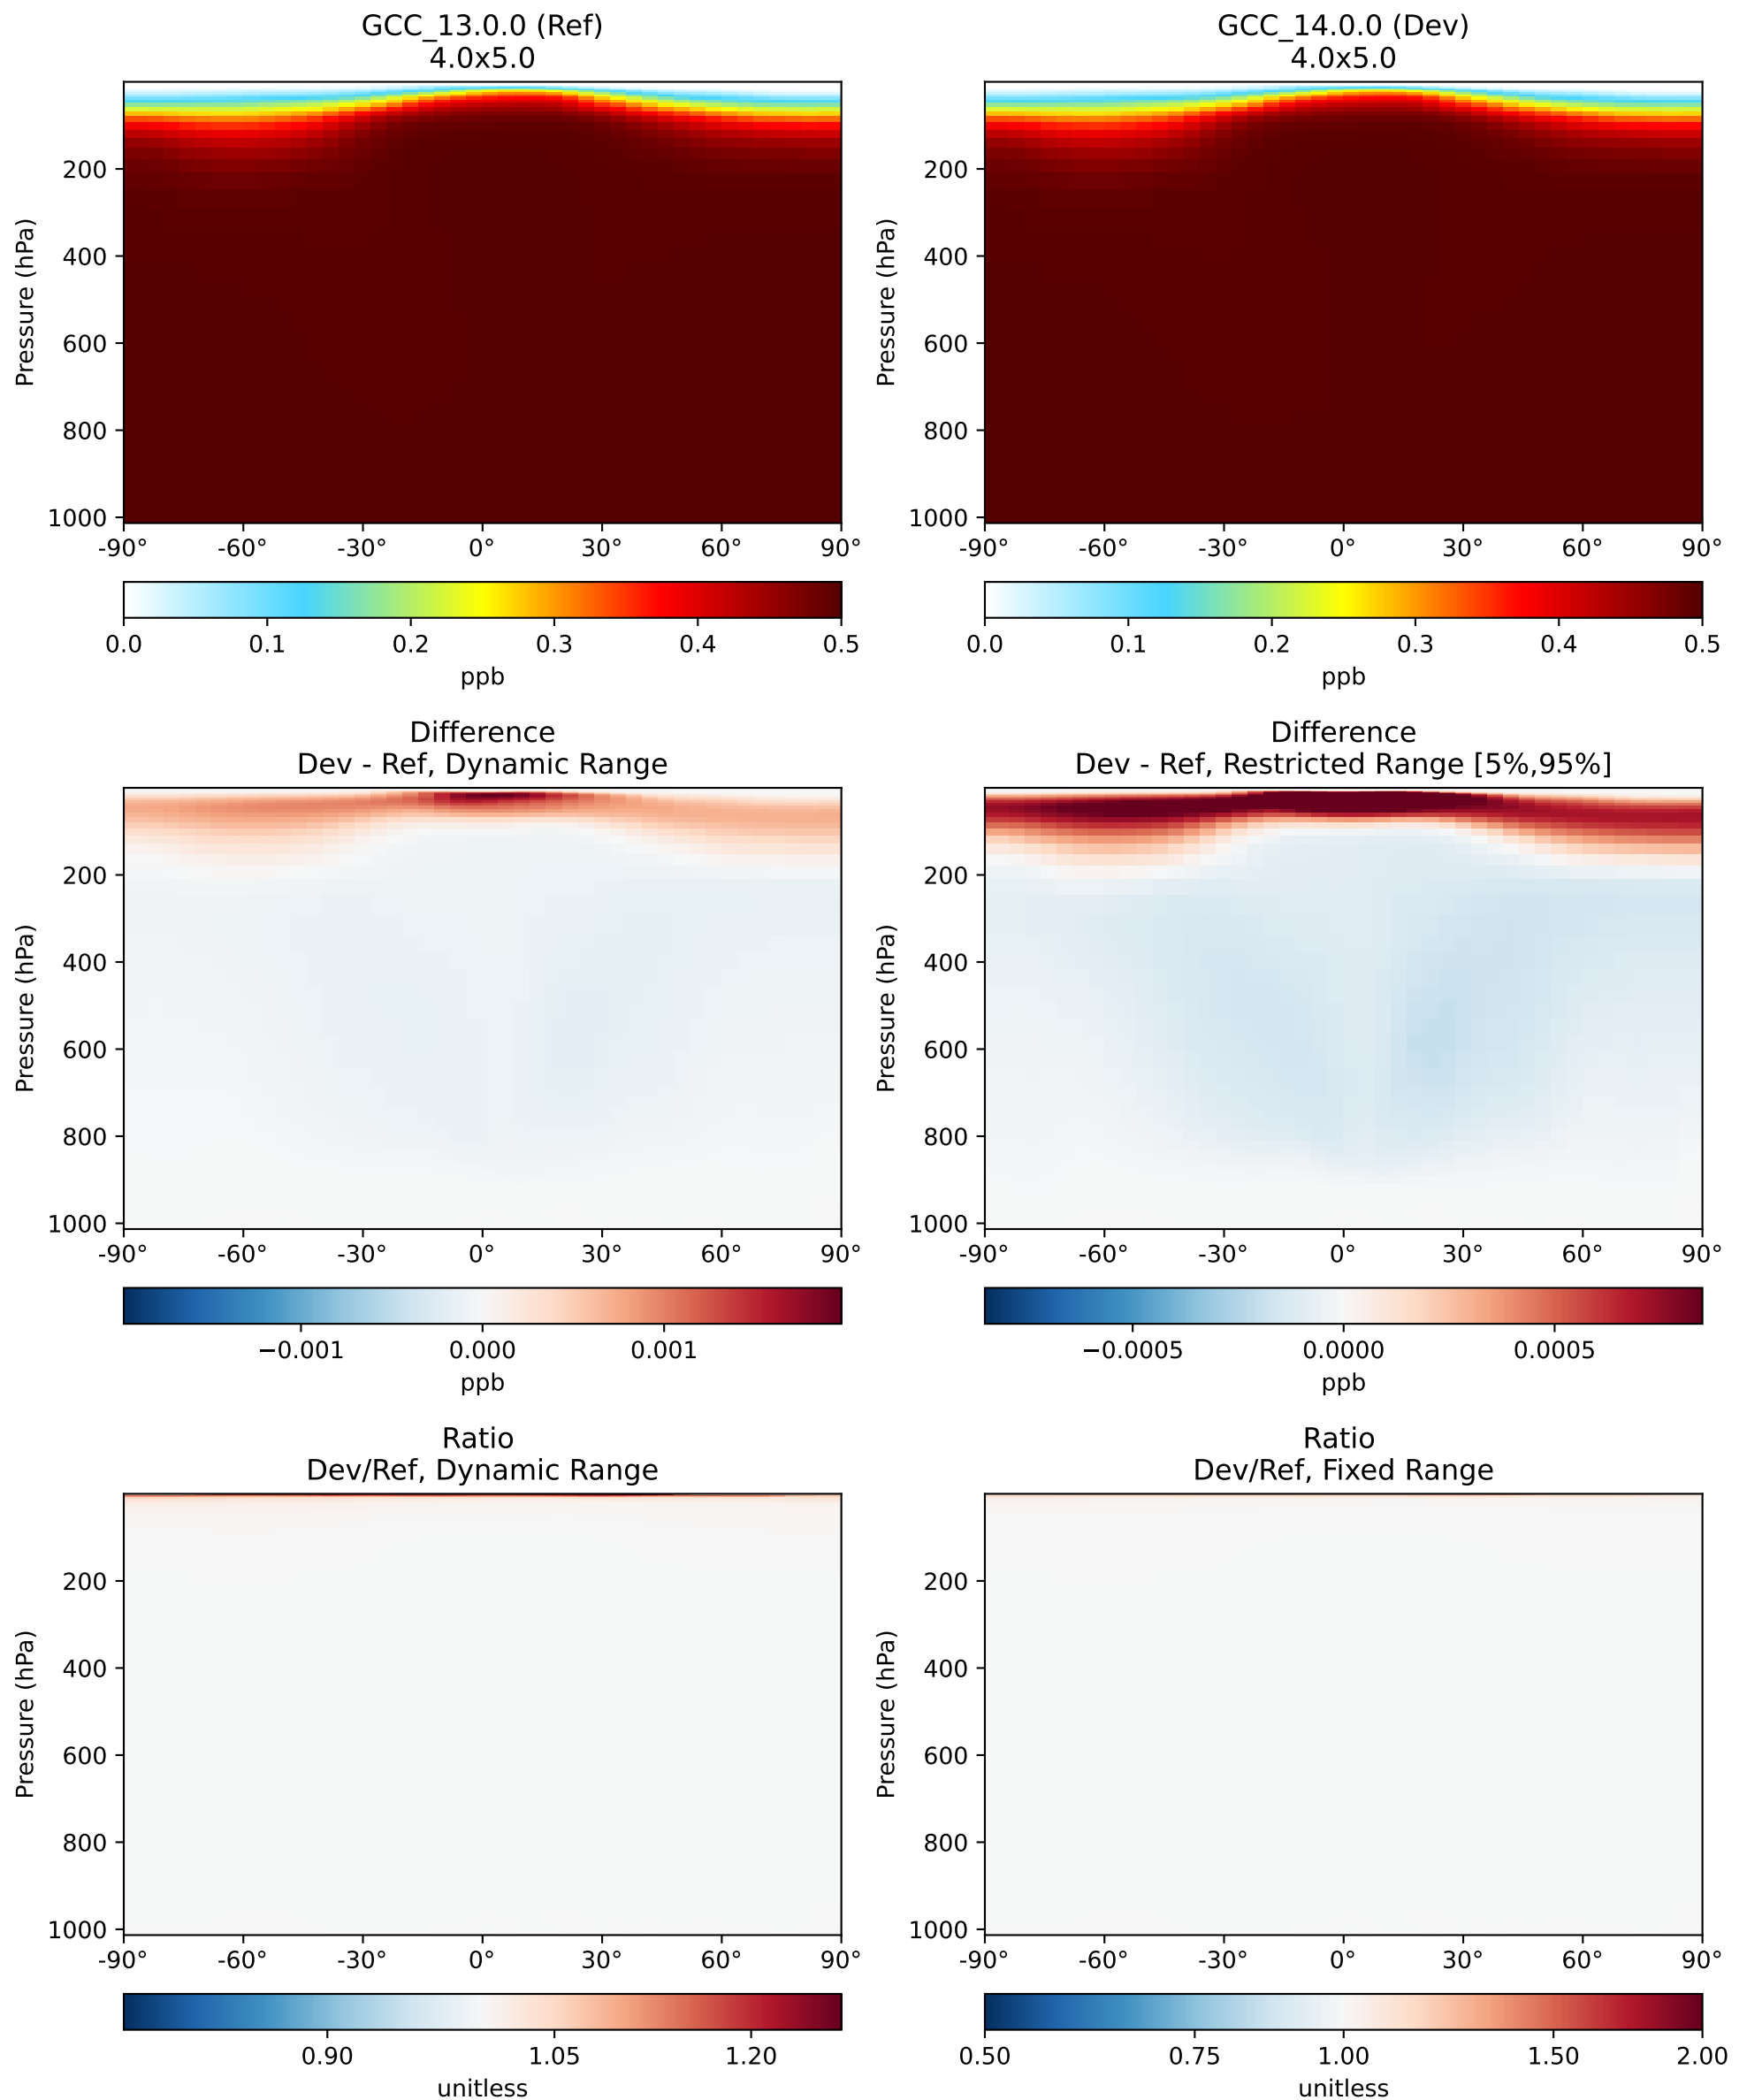 GCC_13.0.0 (Ref)
4.0x5.0
Pressure (hPa)
200
400
600
800
1000
-90° -60° -30° 0° 30° 60° 90°
0.0 0.1 0.2 0.3 0.4 0.5
ppb
GCC_14.0.0 (Dev)
4.0x5.0
Pressure (hPa)
200
400
600
800
1000
-90° -60° -30° 0° 30° 60° 90°
0.0 0.1 0.2 0.3 0.4 0.5
ppb
Difference
Dev - Ref, Dynamic Range
Pressure (hPa)
200
400
600
800
1000
-90° -60° -30° 0° 30° 60° 90°
−0.001 0.000 0.001
ppb
Difference
Dev - Ref, Restricted Range [5%,95%]
Pressure (hPa)
200
400
600
800
1000
-90° -60° -30° 0° 30° 60° 90°
−0.0005 0.0000 0.0005
ppb
Ratio
Dev/Ref, Dynamic Range
Pressure (hPa)
200
400
600
800
1000
-90° -60° -30° 0° 30° 60° 90°
0.90 1.05 1.20
unitless
Ratio
Dev/Ref, Fixed Range
Pressure (hPa)
200
400
600
800
1000
-90° -60° -30° 0° 30° 60° 90°
0.50 0.75 1.00 1.50 2.00
unitless